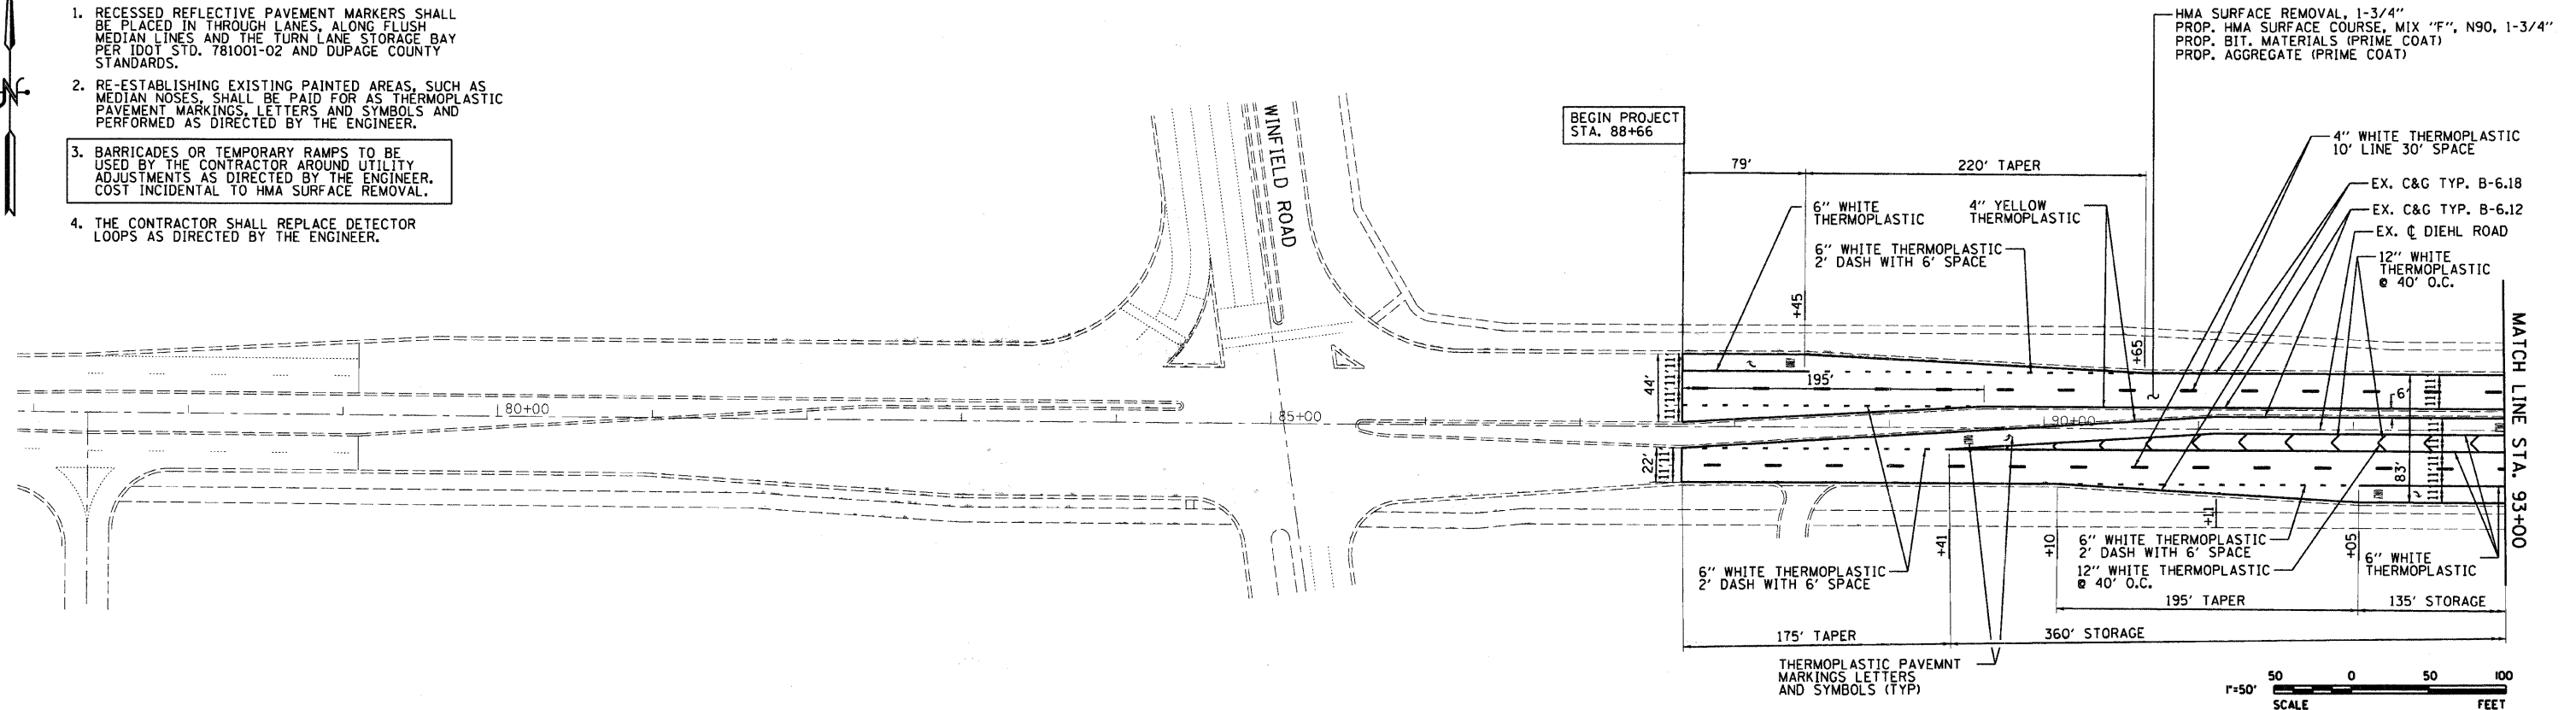 1. RECESSED REFLECTIVE PAVEMENT MARKERS SHALL
BE PLACED IN THROUGH LANES, ALONG FLUSH
MEDIAN LINES AND THE TURN LANE STORAGE BAY
PER IDOT STD. 781001-02 AND DUPAGE COUNTY
STANDARDS.
2. RE-ESTABLISHING EXISTING PAINTED AREAS, SUCH AS
MEDIAN NOSES, SHALL BE PAID FOR AS THERMOPLASTIC
PAVEMENT MARKINGS, LETTERS AND SYMBOLS AND
PERFORMED AS DIRECTED BY THE ENGINEER.
3. BARRICADES OR TEMPORARY RAMPS TO BE
USED BY THE CONTRACTOR AROUND UTILITY
ADJUSTMENTS AS DIRECTED BY THE ENGINEER.
COST INCIDENTAL TO HMA SURFACE REMOVAL.
4. THE CONTRACTOR SHALL REPLACE DETECTOR
LOOPS AS DIRECTED BY THE ENGINEER.
N
WINFIELD ROAD
BEGIN PROJECT
STA. 88+66
HMA SURFACE REMOVAL, 1-3/4"
PROP. HMA SURFACE COURSE, MIX "F", N90, 1-3/4"
PROP. BIT. MATERIALS (PRIME COAT)
PROP. AGGREGATE (PRIME COAT)
79'
220' TAPER
4" WHITE THERMOPLASTIC
10' LINE 30' SPACE
EX. C&G TYP. B-6.18
EX. C&G TYP. B-6.12
EX. ℄ DIEHL ROAD
12" WHITE
THERMOPLASTIC
@ 40' O.C.
6" WHITE
THERMOPLASTIC
4" YELLOW
THERMOPLASTIC
6" WHITE THERMOPLASTIC
2' DASH WITH 6' SPACE
+45
+65
195'
44'
11'11'11'11'
6'
11'11'
80+00
85+00
90+00
22'
11'11'
83'
11'11'11'11'
MATCH LINE STA. 93+00
+41
+10
+11
+05
6" WHITE THERMOPLASTIC
2' DASH WITH 6' SPACE
6" WHITE THERMOPLASTIC
2' DASH WITH 6' SPACE
12" WHITE THERMOPLASTIC
@ 40' O.C.
6" WHITE
THERMOPLASTIC
195' TAPER
135' STORAGE
175' TAPER
360' STORAGE
THERMOPLASTIC PAVEMNT
MARKINGS LETTERS
AND SYMBOLS (TYP)
1"=50'
50 0 50 100
SCALE FEET